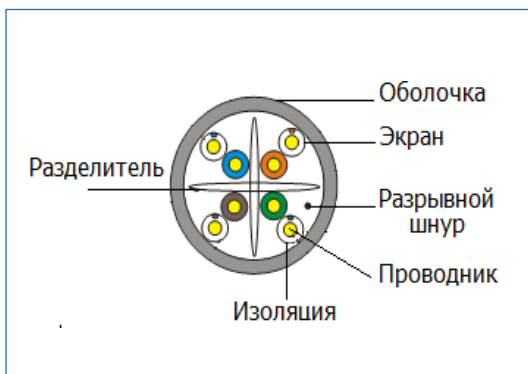 Оболочка
Экран
Разделитель
Разрывной
шнур
Проводник
Изоляция